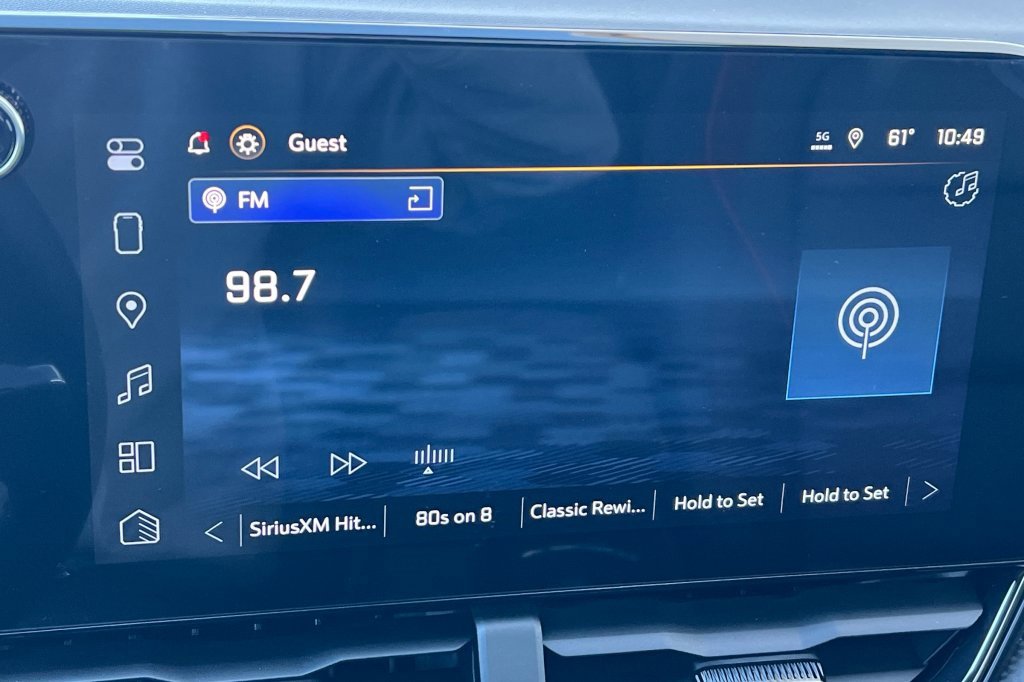 Guest
5G
61°
10:49
FM
98.7
SiriusXM Hit...
80s on 8
Classic Rewi...
Hold to Set
Hold to Set